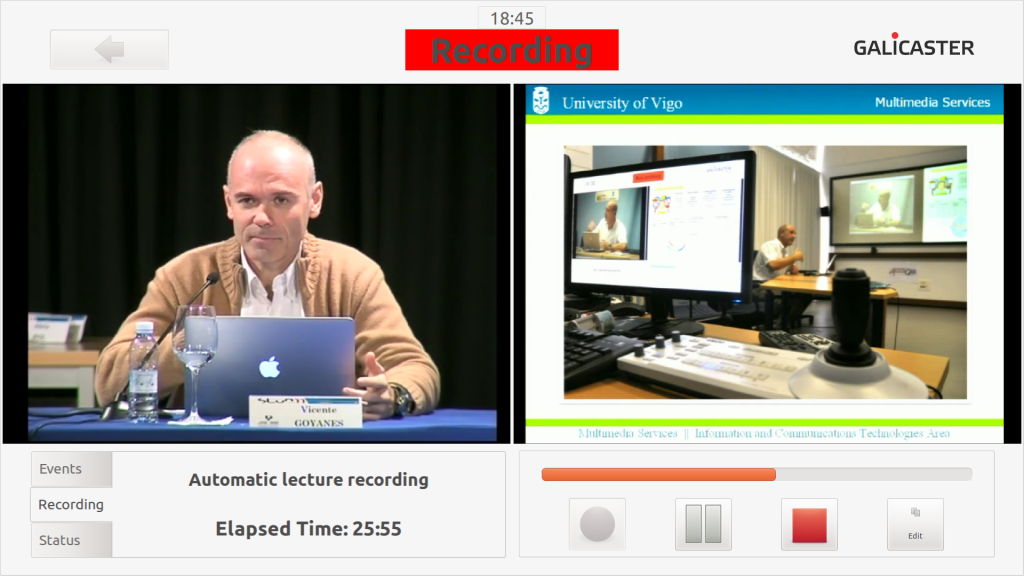 18:45
Recording
GALICASTER
University of Vigo
Multimedia Services
Vicente
GOYANES
Multimedia Services || Information and Communications Technologies Area
Events
Recording
Status
Automatic lecture recording
Elapsed Time: 25:55
Edit